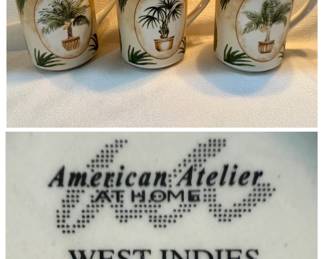 American Atelier
AT HOME
WEST INDIES